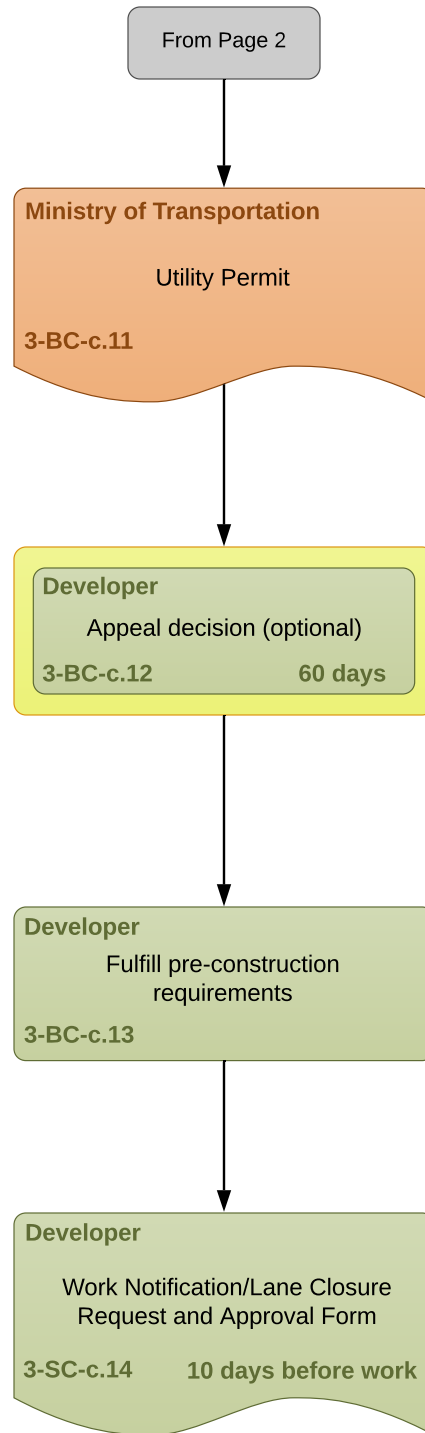 From Page 2
Ministry of Transportation
Utility Permit
3-BC-c.11
Developer
Appeal decision (optional)
3-BC-c.12 60 days
Developer
Fulfill pre-construction
requirements
3-BC-c.13
Developer
Work Notification/Lane Closure
Request and Approval Form
3-SC-c.14 10 days before work